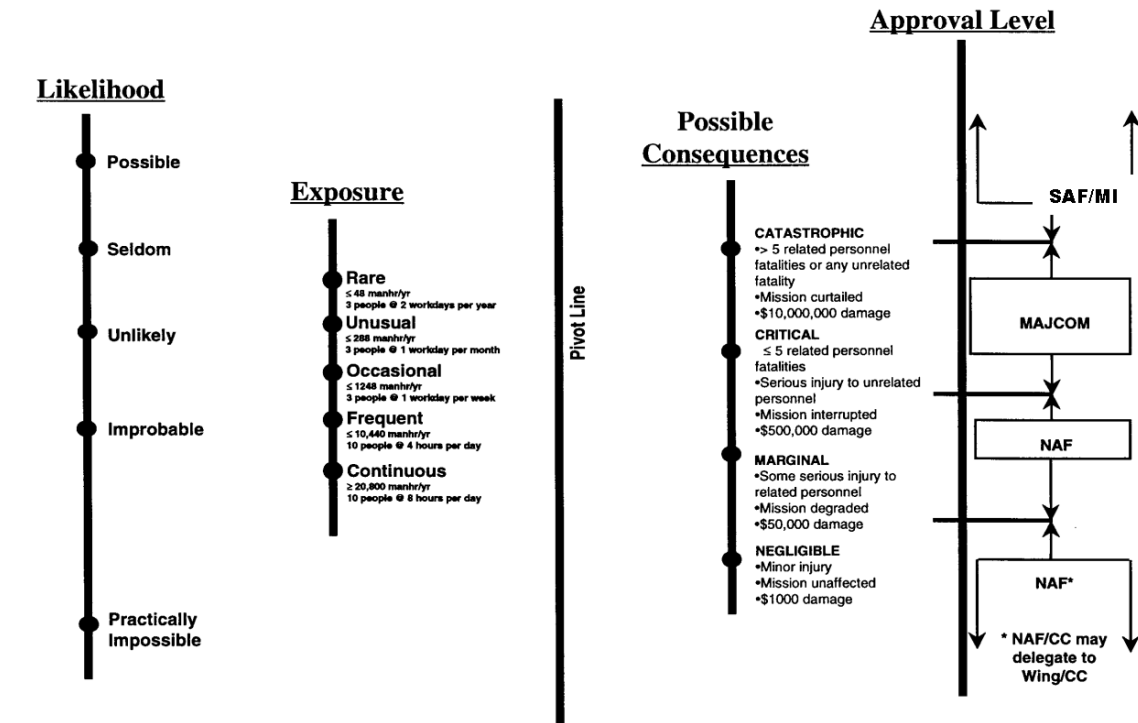 Approval Level
Likelihood
Possible
Seldom
Unlikely
Improbable
Practically
Impossible
Exposure
Rare
≤ 48 manhr/yr
3 people @ 2 workdays per year
Unusual
≤ 288 manhr/yr
3 people @ 1 workday per month
Occasional
≤ 1248 manhr/yr
3 people @ 1 workday per week
Frequent
≤ 10,440 manhr/yr
10 people @ 4 hours per day
Continuous
≥ 20,800 manhr/yr
10 people @ 8 hours per day
Pivot Line
Possible
Consequences
CATASTROPHIC
•> 5 related personnel
fatalities or any unrelated
fatality
•Mission curtailed
•$10,000,000 damage
CRITICAL
≤ 5 related personnel
fatalities
•Serious injury to unrelated
personnel
•Mission interrupted
•$500,000 damage
MARGINAL
•Some serious injury to
related personnel
•Mission degraded
•$50,000 damage
NEGLIGIBLE
•Minor injury
•Mission unaffected
•$1000 damage
SAF/MI
MAJCOM
NAF
NAF*
* NAF/CC may
delegate to
Wing/CC